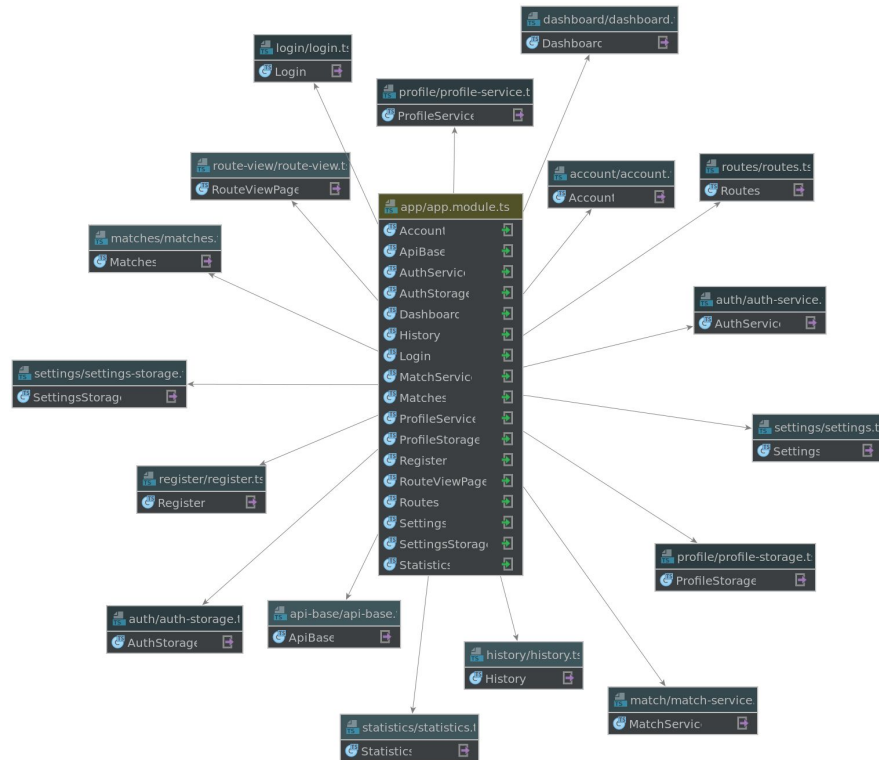 dashboard/dashboard.
Dashboard
login/login.ts
Login
profile/profile-service.t
ProfileService
route-view/route-view.ts
RouteViewPage
account/account.
Account
routes/routes.ts
Routes
app/app.module.ts
Account
ApiBase
AuthService
AuthStorage
Dashboard
History
Login
MatchService
Matches
ProfileService
ProfileStorage
Register
RouteViewPage
Routes
Settings
SettingsStorage
Statistics
matches/matches.
Matches
auth/auth-service.
AuthService
settings/settings-storage.
SettingsStorage
settings/settings.t
Settings
register/register.ts
Register
profile/profile-storage.ts
ProfileStorage
auth/auth-storage.t
AuthStorage
api-base/api-base.
ApiBase
history/history.ts
History
match/match-service.
MatchService
statistics/statistics.t
Statistics